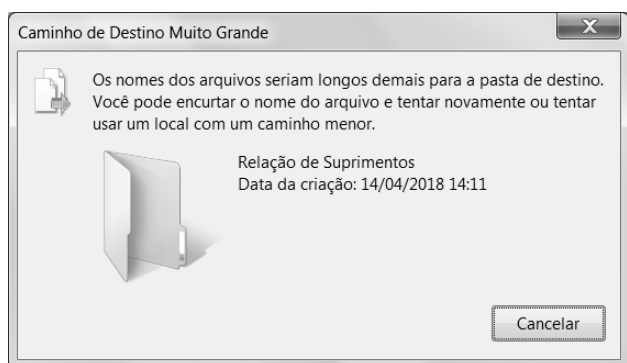 Caminho de Destino Muito Grande
X
Os nomes dos arquivos seriam longos demais para a pasta de destino.
Você pode encurtar o nome do arquivo e tentar novamente ou tentar
usar um local com um caminho menor.
Relação de Suprimentos
Data da criação: 14/04/2018 14:11
Cancelar